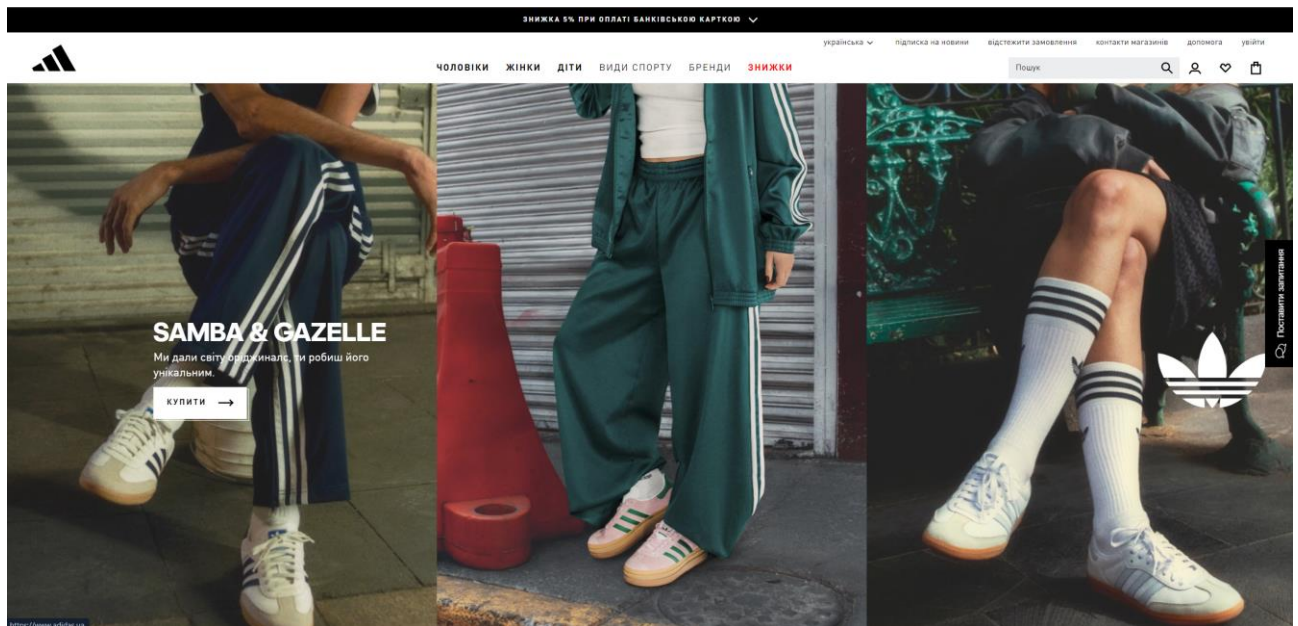 ЗНИЖКА 5% ПРИ ОПЛАТІ БАНКІВСЬКОЮ КАРТКОЮ
українська
підписка на новини
відстежити замовлення
контакти магазинів
допомога
увійти
ЧОЛОВІКИ
ЖІНКИ
ДІТИ
ВИДИ СПОРТУ
БРЕНДИ
ЗНИЖКИ
Пошук
SAMBA & GAZELLE
Ми дали світу оріджиналс, ти робиш його
унікальним.
КУПИТИ
Поставити запитання
https://www.adidas.ua